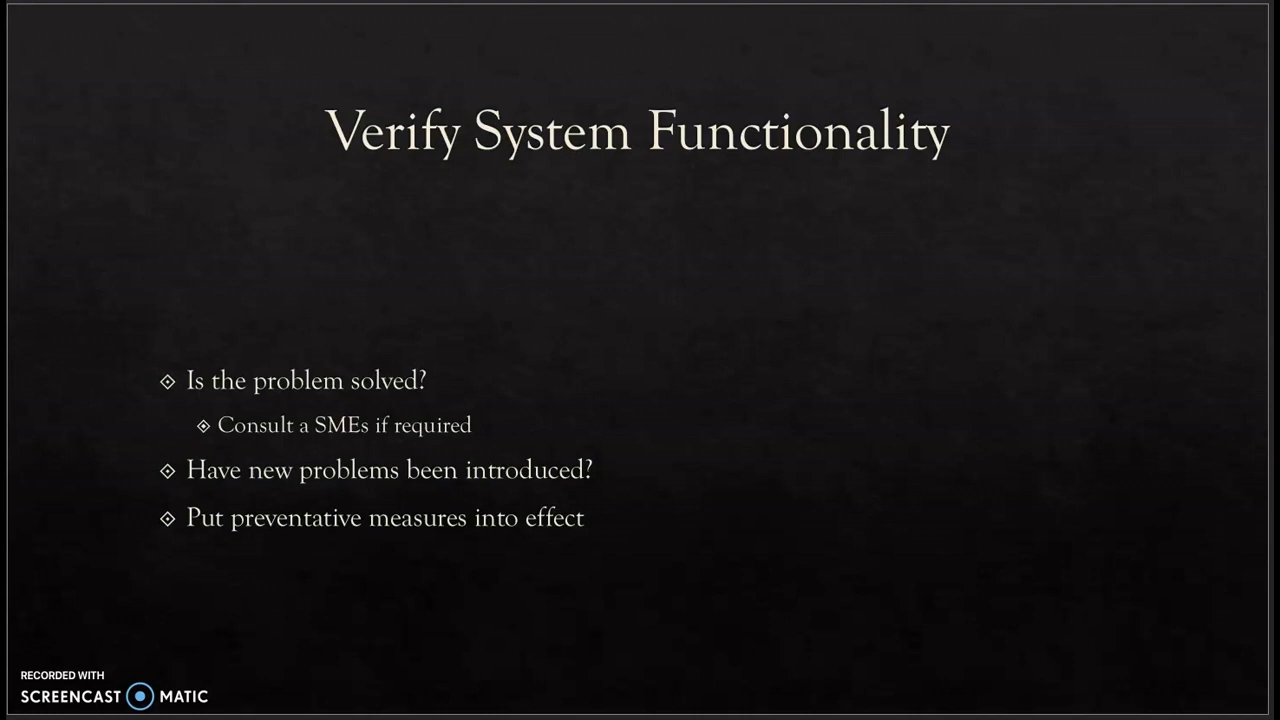 Verify System Functionality
Is the problem solved?
Consult a SMEs if required
Have new problems been introduced?
Put preventative measures into effect
RECORDED WITH
SCREENCAST MATIC